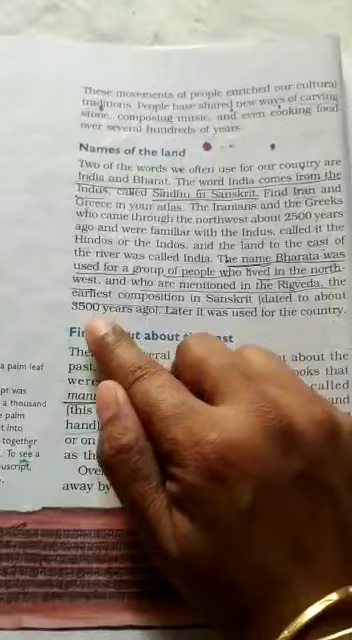 These movements of people enriched our cultural
traditions. People have shared new ways of carving
stone, composing music, and even cooking food
over several hundreds of years.
Names of the land
Two of the words we often use for our country are
India and Bharat. The word India comes from the
Indus, called Sindhu in Sanskrit. Find Iran and
Greece in your atlas. The Iranians and the Greeks
who came through the northwest about 2500 years
ago and were familiar with the Indus, called it the
Hindos or the Indos, and the land to the east of
the river was called India. The name Bharata was
used for a group of people who lived in the north-
west, and who are mentioned in the Rigveda, the
earliest composition in Sanskrit (dated to about
3500 years ago). Later it was used for the country.
out about
about the
past.
were called
and
(this
or on
as
away by
a palm leaf
pt was
a thousand
palm
t into
together
. To see a
uscript,